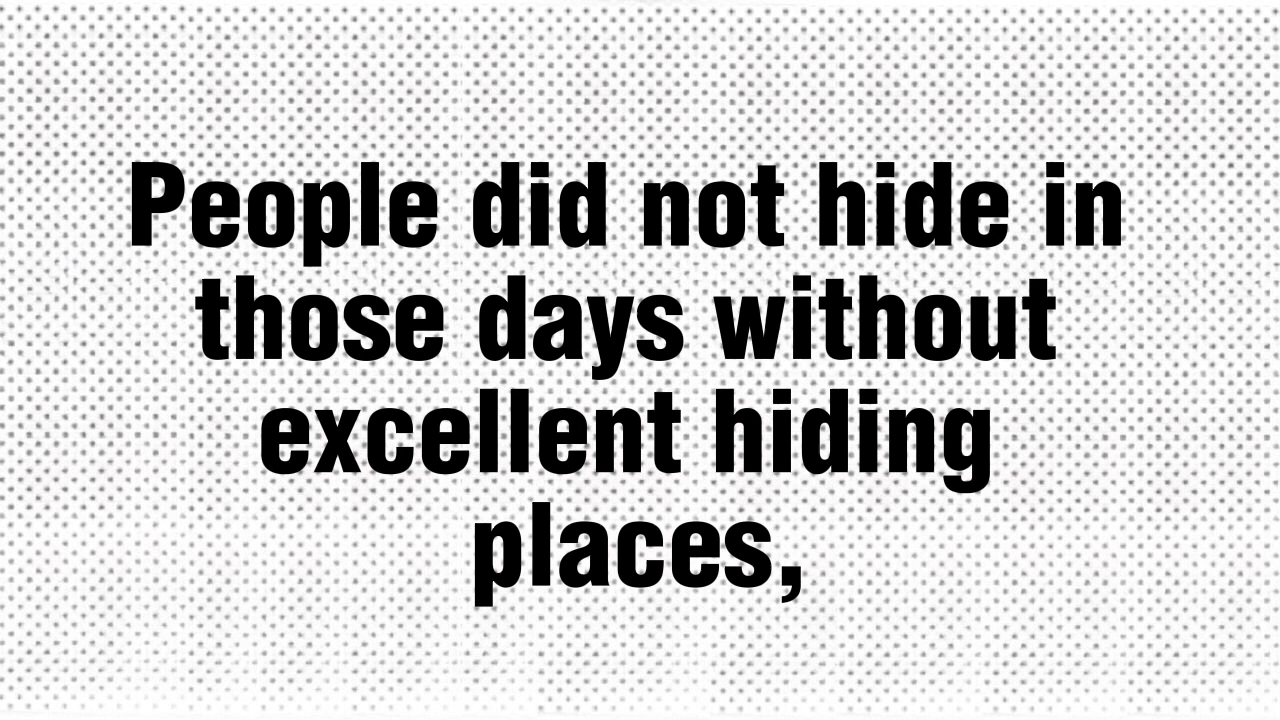 People did not hide in
those days without
excellent hiding
places,